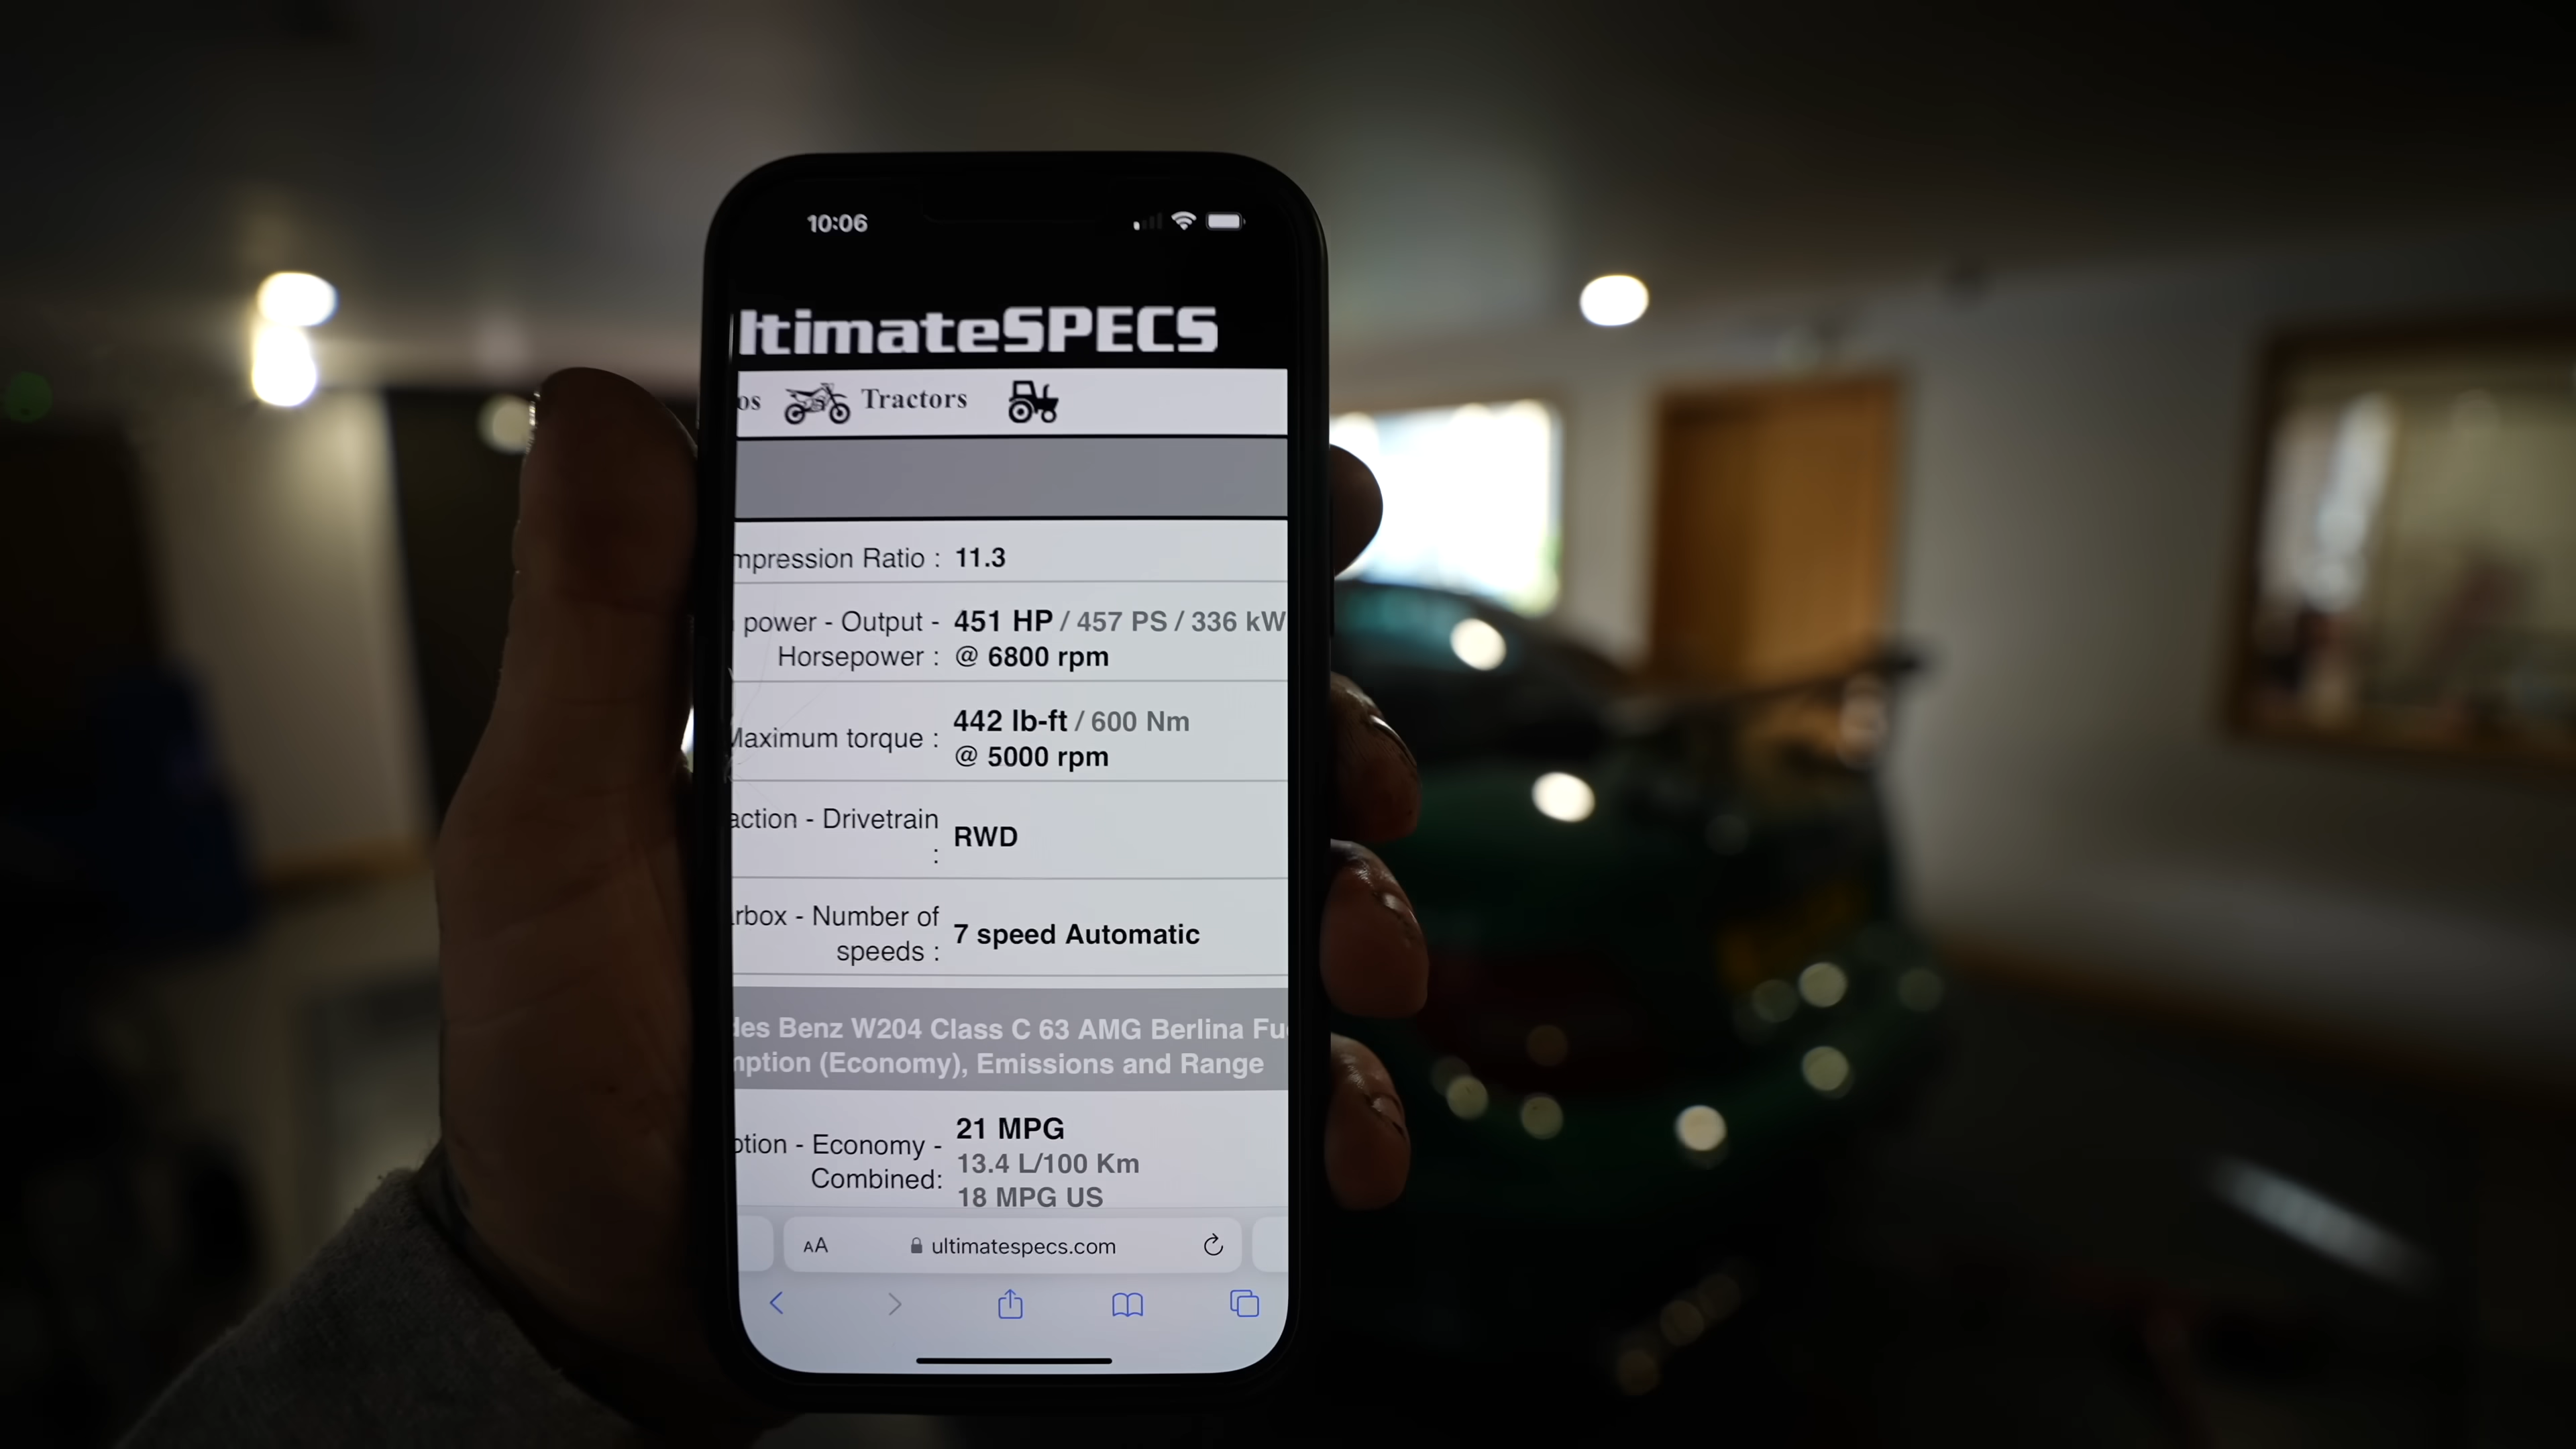 10:06
ltimateSPECS
os Tractors
mpression Ratio : 11.3
power - Output - 451 HP / 457 PS / 336 kW
Horsepower : @ 6800 rpm
Maximum torque : 442 lb-ft / 600 Nm
@ 5000 rpm
action - Drivetrain
: RWD
rbox - Number of
speeds : 7 speed Automatic
des Benz W204 Class C 63 AMG Berlina Fu
mption (Economy), Emissions and Range
ption - Economy -
Combined: 21 MPG
13.4 L/100 Km
18 MPG US
AA ultimatespecs.com